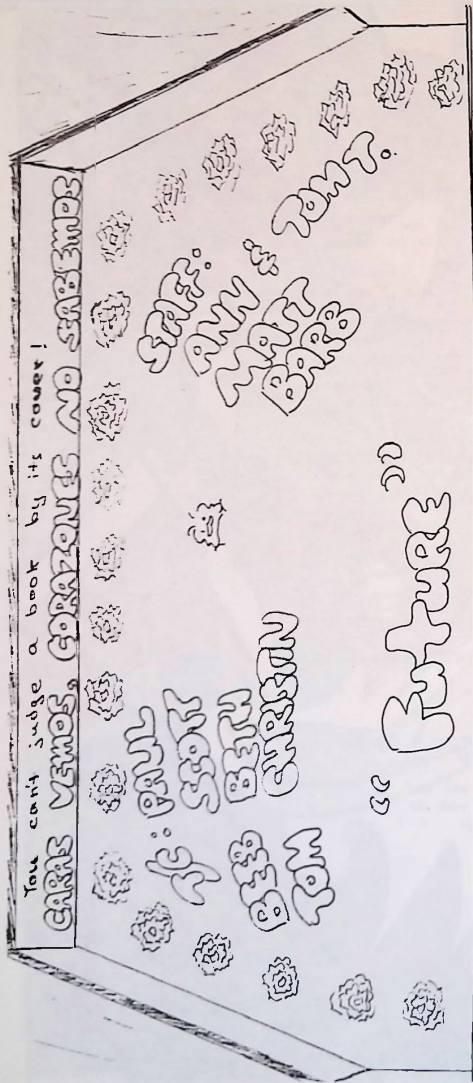 You can't judge a book by its cover!
CARAS VEMOS, CORAZONES NO SABEMOS
JC: PAUL
SCOTT
BETH
CHRISTIN
BEEB
TOM
STAFF:
ANN &
MATT
BARB
TOM T.
“FuTuRE”